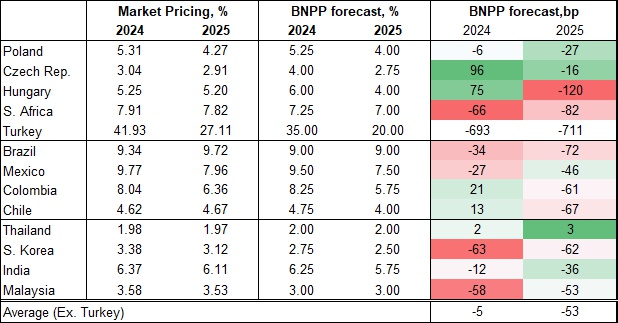 Market Pricing, % BNPP forecast, % BNPP forecast,bp
2024 2025 2024 2025 2024 2025
Poland 5.31 4.27 5.25 4.00 -6 -27
Czech Rep. 3.04 2.91 4.00 2.75 96 -16
Hungary 5.25 5.20 6.00 4.00 75 -120
S. Africa 7.91 7.82 7.25 7.00 -66 -82
Turkey 41.93 27.11 35.00 20.00 -693 -711
Brazil 9.34 9.72 9.00 9.00 -34 -72
Mexico 9.77 7.96 9.50 7.50 -27 -46
Colombia 8.04 6.36 8.25 5.75 21 -61
Chile 4.62 4.67 4.75 4.00 13 -67
Thailand 1.98 1.97 2.00 2.00 2 3
S. Korea 3.38 3.12 2.75 2.50 -63 -62
India 6.37 6.11 6.25 5.75 -12 -36
Malaysia 3.58 3.53 3.00 3.00 -58 -53
Average (Ex. Turkey) -5 -53